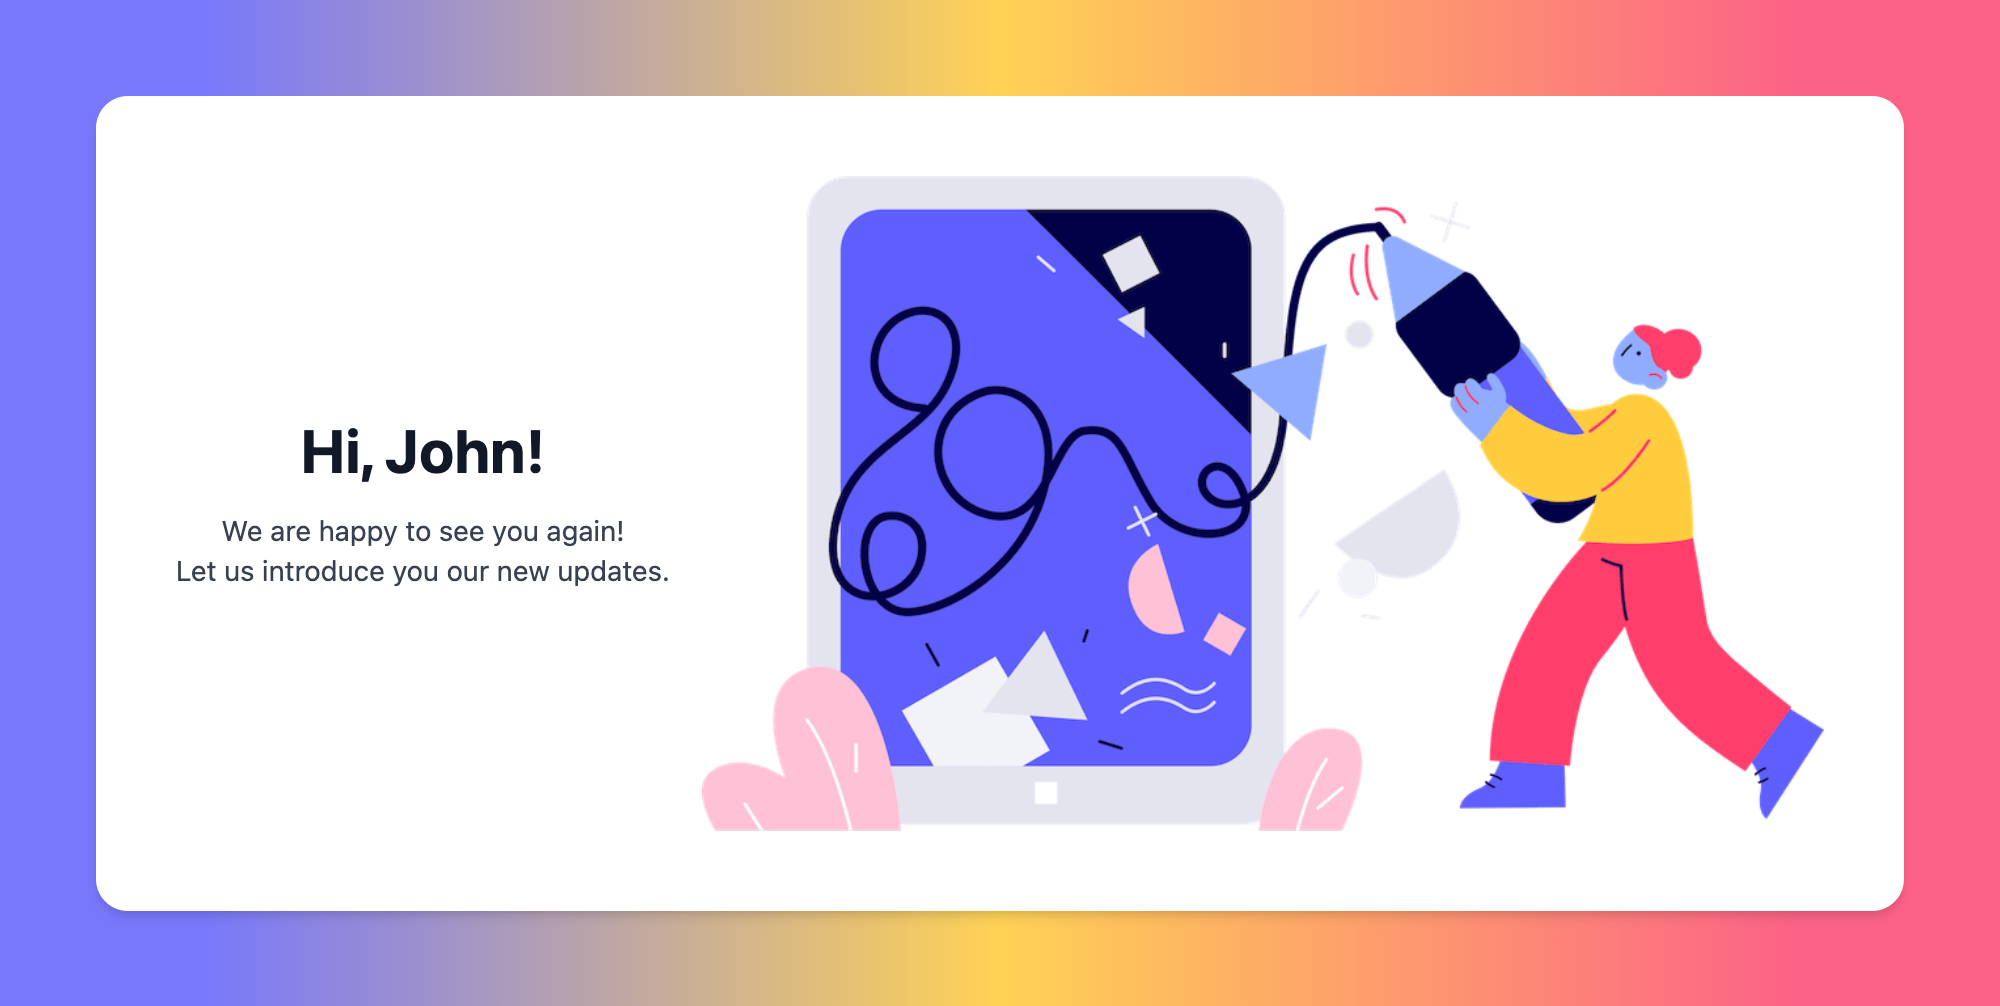 Hi, John!
We are happy to see you again!
Let us introduce you our new updates.